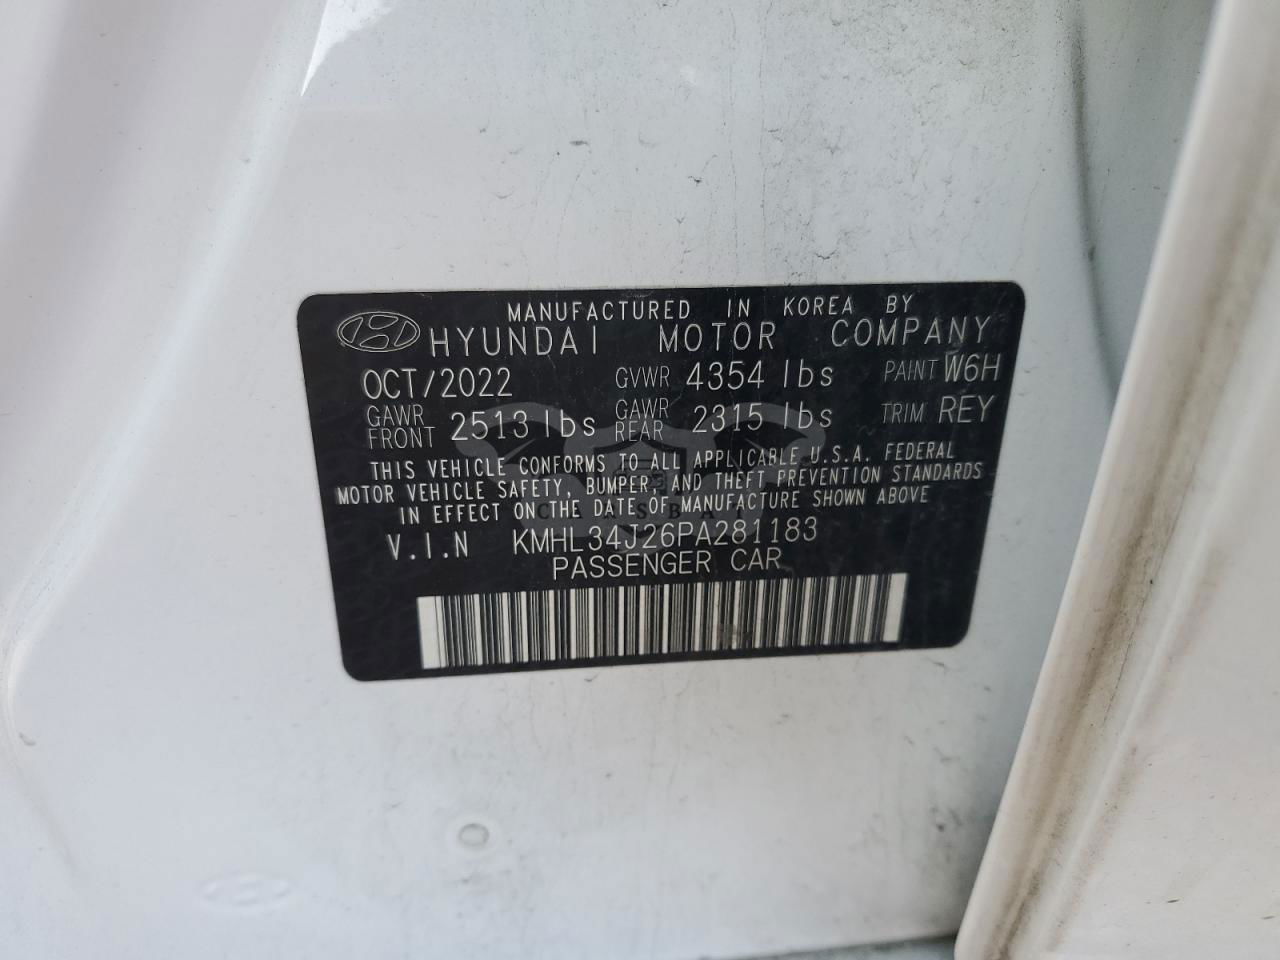 MANUFACTURED IN KOREA BY
HYUNDAI MOTOR COMPANY
OCT/2022 GVWR 4354 lbs PAINT W6H
GAWR FRONT 2513 lbs GAWR REAR 2315 lbs TRIM REY
THIS VEHICLE CONFORMS TO ALL APPLICABLE U.S.A. FEDERAL
MOTOR VEHICLE SAFETY, BUMPER, AND THEFT PREVENTION STANDARDS
IN EFFECT ON THE DATE OF MANUFACTURE SHOWN ABOVE
V.I.N KMHL34J26PA281183
PASSENGER CAR